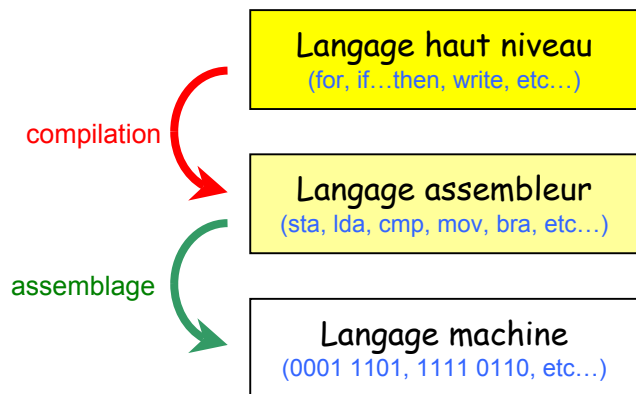 Langage haut niveau
(for, if…then, write, etc…)
compilation
Langage assembleur
(sta, lda, cmp, mov, bra, etc…)
assemblage
Langage machine
(0001 1101, 1111 0110, etc…)